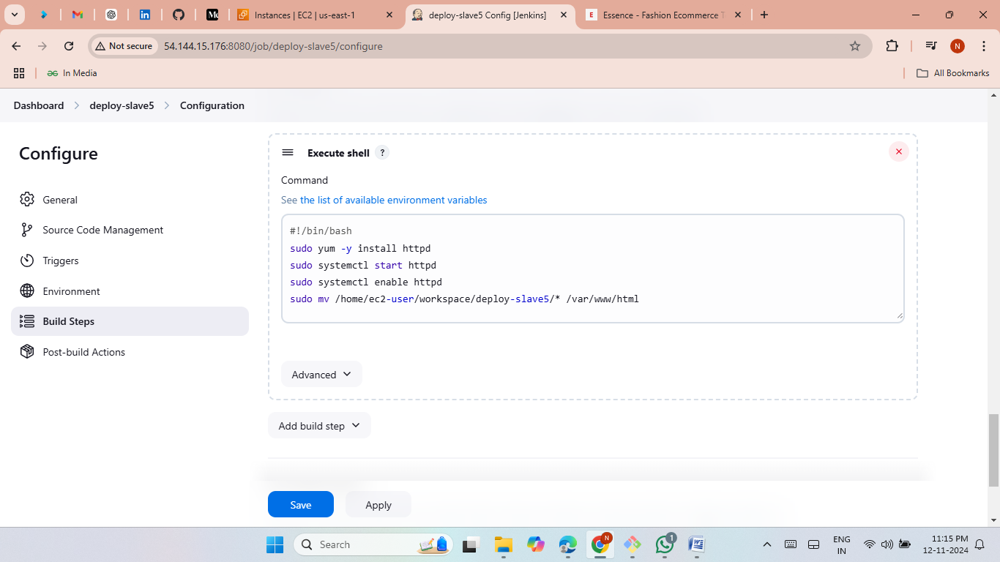 Instances | EC2 | us-east-1
deploy-slave5 Config [Jenkins]
Essence - Fashion Ecommerce T
Not secure
54.144.15.176:8080/job/deploy-slave5/configure
N
In Media
All Bookmarks
Dashboard
deploy-slave5
Configuration
Configure
General
Source Code Management
Triggers
Environment
Build Steps
Post-build Actions
Execute shell ?
Command
See the list of available environment variables
#!/bin/bash
sudo yum -y install httpd
sudo systemctl start httpd
sudo systemctl enable httpd
sudo mv /home/ec2-user/workspace/deploy-slave5/* /var/www/html
Advanced
Add build step
Save
Apply
Search
N
1
ENG
IN
11:15 PM
12-11-2024